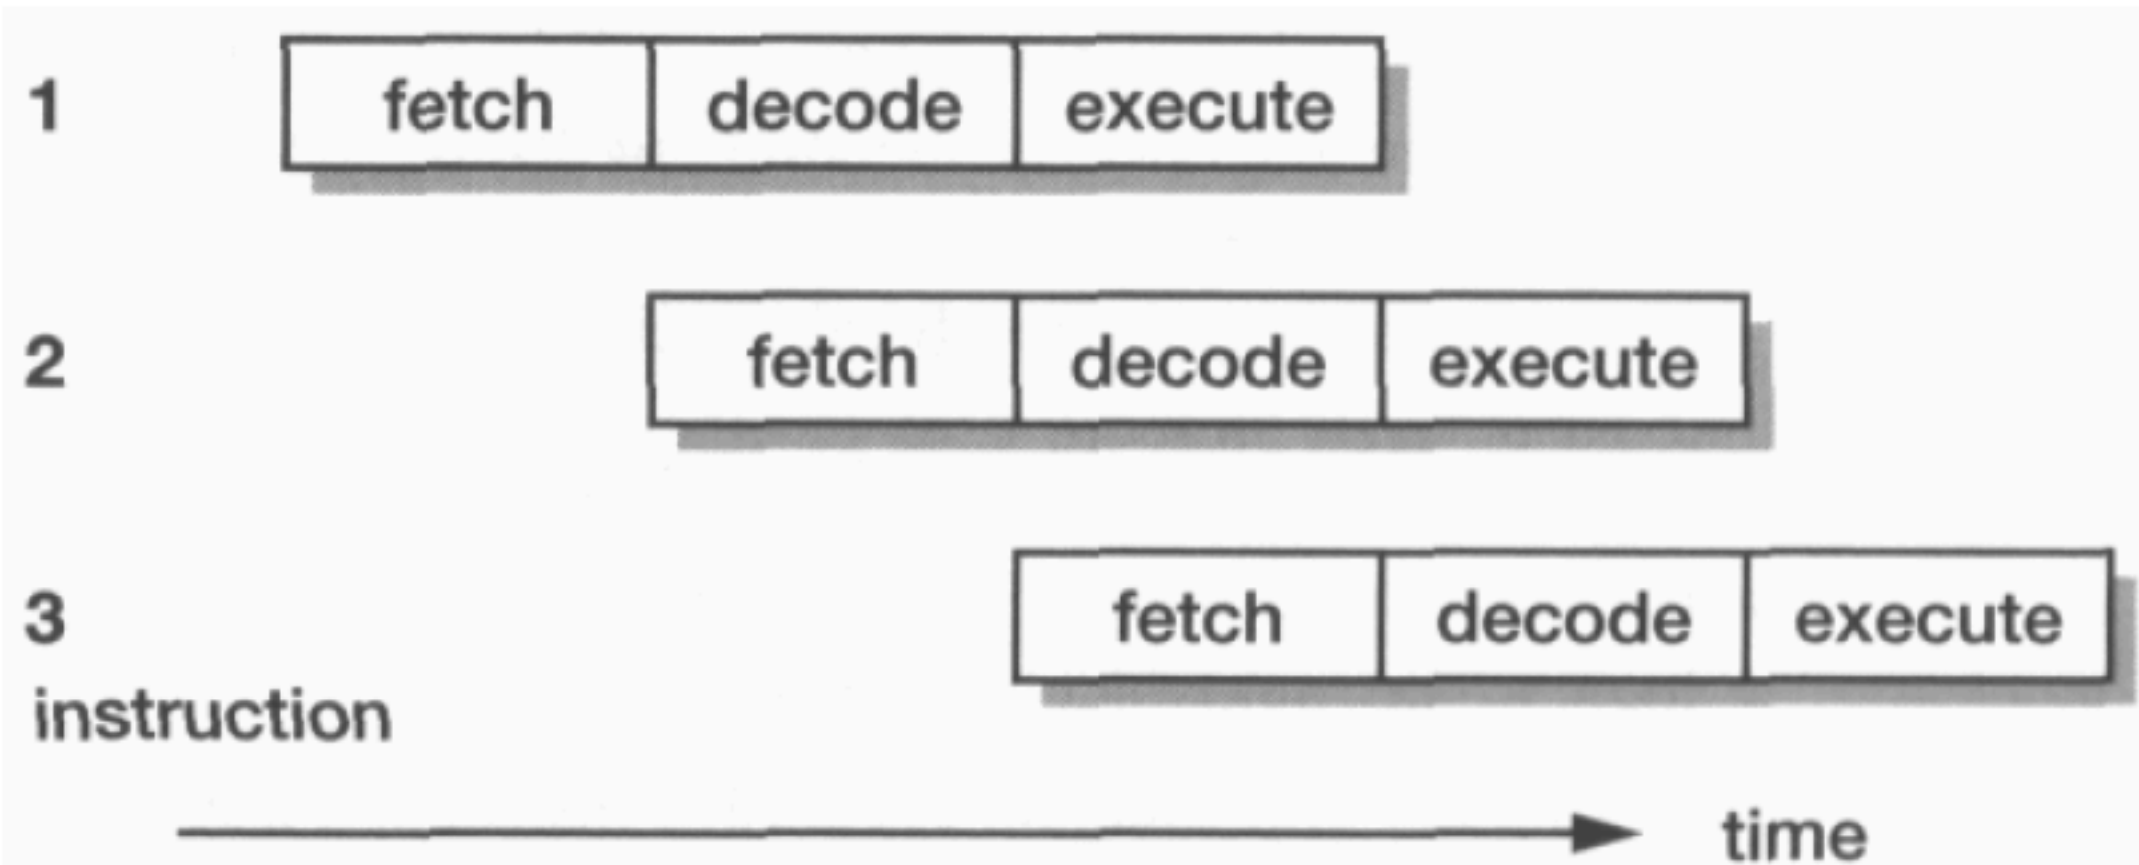 1 fetch decode execute
2 fetch decode execute
3 fetch decode execute
instruction
time